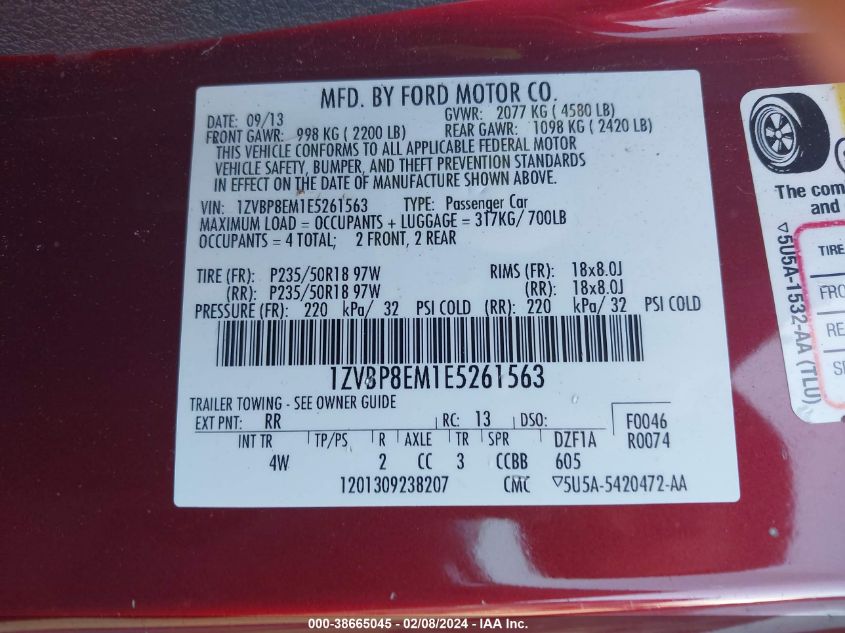 MFD. BY FORD MOTOR CO.
DATE: 09/13 GVWR: 2077 KG ( 4580 LB)
FRONT GAWR: 998 KG ( 2200 LB) REAR GAWR: 1098 KG ( 2420 LB)
THIS VEHICLE CONFORMS TO ALL APPLICABLE FEDERAL MOTOR
VEHICLE SAFETY, BUMPER, AND THEFT PREVENTION STANDARDS
IN EFFECT ON THE DATE OF MANUFACTURE SHOWN ABOVE.
VIN: 1ZVBP8EM1E5261563 TYPE: Passenger Car
MAXIMUM LOAD = OCCUPANTS + LUGGAGE = 317KG/ 700LB
OCCUPANTS = 4 TOTAL; 2 FRONT, 2 REAR
TIRE (FR): P235/50R18 97W RIMS (FR): 18x8.0J
(RR): P235/50R18 97W (RR): 18x8.0J
PRESSURE (FR): 220 kPa/ 32 PSI COLD (RR): 220 kPa/ 32 PSI COLD
1ZVBP8EM1E5261563
TRAILER TOWING - SEE OWNER GUIDE
EXT PNT: RR RC: 13 DSO: F0046
INT TR TP/PS R AXLE TR SPR DZF1A R0074
4W 2 CC 3 CCBB 605
1201309238207 CMC ▽5U5A-5420472-AA
The com
and
▽5U5A-1532-AA (TLU)
TIRE
FRO
RE
SP
000-38665045 - 02/08/2024 - IAA Inc.